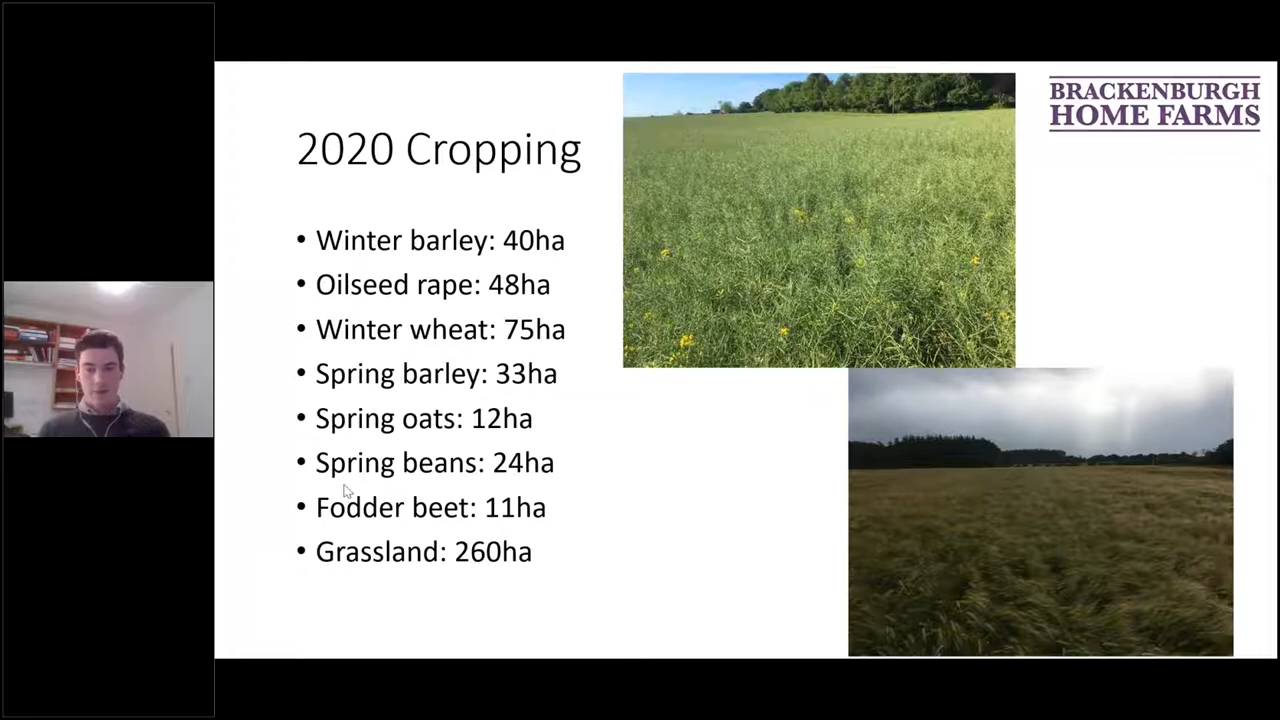 2020 Cropping
• Winter barley: 40ha
• Oilseed rape: 48ha
• Winter wheat: 75ha
• Spring barley: 33ha
• Spring oats: 12ha
• Spring beans: 24ha
• Fodder beet: 11ha
• Grassland: 260ha
BRACKENBURGH
HOME FARMS